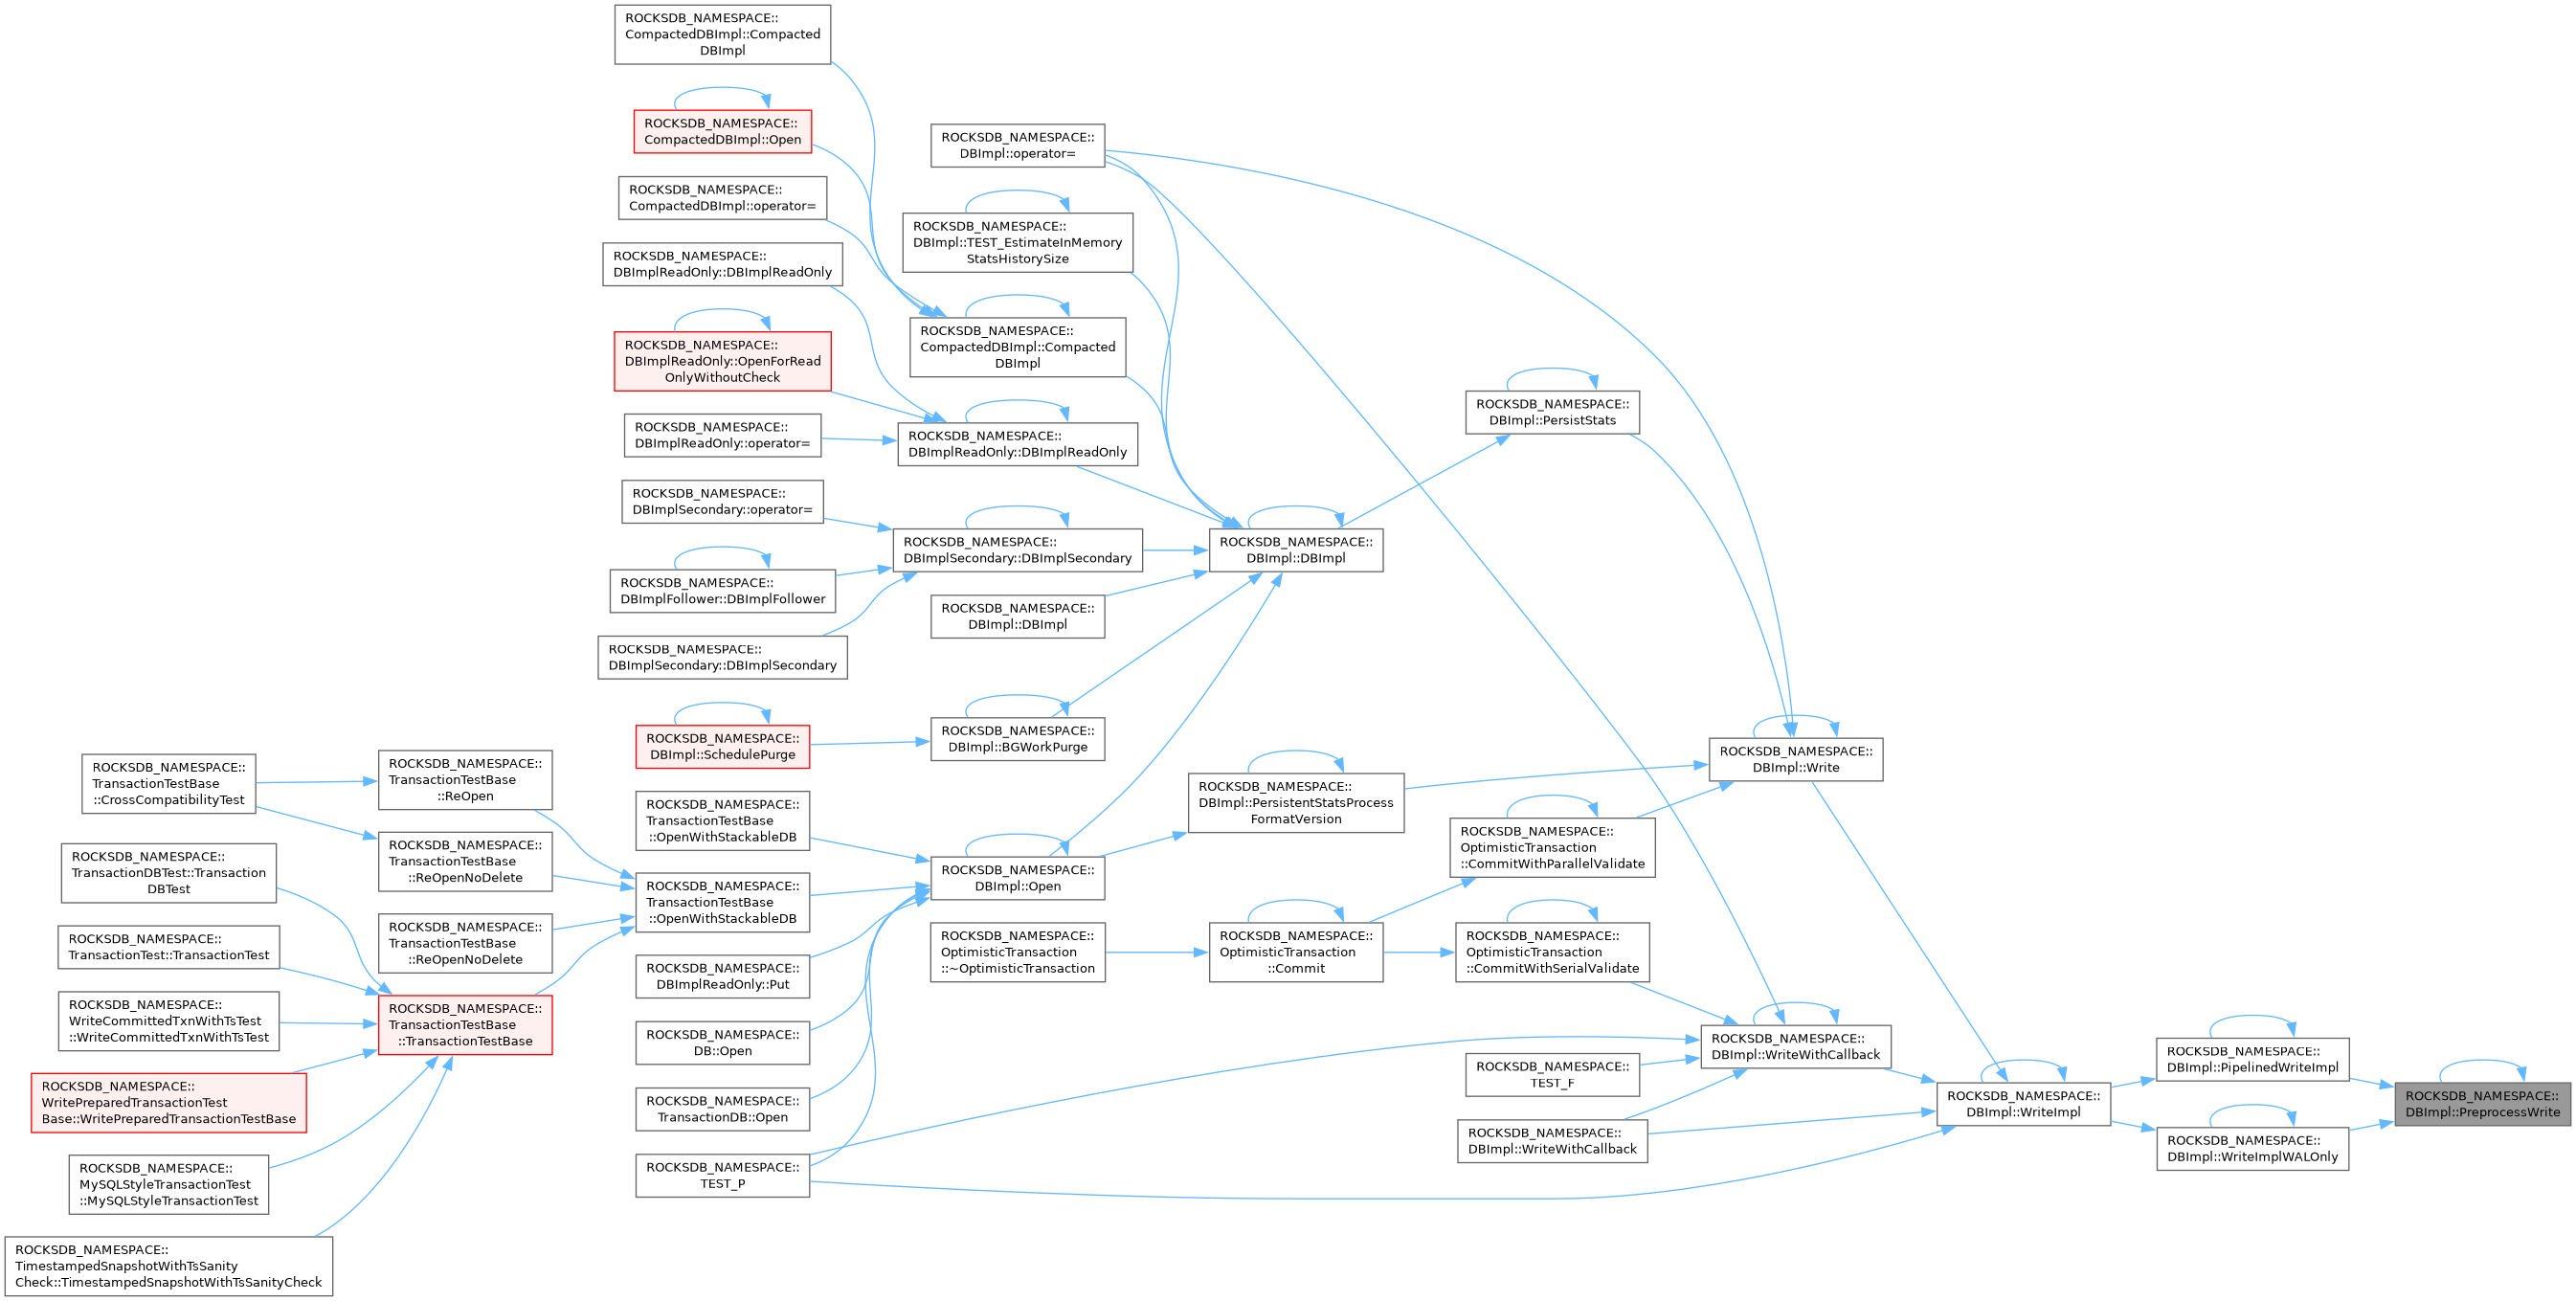 ROCKSDB_NAMESPACE::
CompactedDBImpl::Compacted
DBImpl
ROCKSDB_NAMESPACE::
CompactedDBImpl::Open
ROCKSDB_NAMESPACE::
CompactedDBImpl::operator=
ROCKSDB_NAMESPACE::
DBImplReadOnly::DBImplReadOnly
ROCKSDB_NAMESPACE::
DBImplReadOnly::OpenForRead
OnlyWithoutCheck
ROCKSDB_NAMESPACE::
DBImplReadOnly::operator=
ROCKSDB_NAMESPACE::
DBImplSecondary::operator=
ROCKSDB_NAMESPACE::
DBImplFollower::DBImplFollower
ROCKSDB_NAMESPACE::
DBImplSecondary::DBImplSecondary
ROCKSDB_NAMESPACE::
DBImpl::SchedulePurge
ROCKSDB_NAMESPACE::
TransactionTestBase
::OpenWithStackableDB
ROCKSDB_NAMESPACE::
TransactionTestBase
::OpenWithStackableDB
ROCKSDB_NAMESPACE::
DBImplReadOnly::Put
ROCKSDB_NAMESPACE::
DB::Open
ROCKSDB_NAMESPACE::
TransactionDB::Open
ROCKSDB_NAMESPACE::
TEST_P
ROCKSDB_NAMESPACE::
TransactionTestBase
::CrossCompatibilityTest
ROCKSDB_NAMESPACE::
TransactionDBTest::Transaction
DBTest
ROCKSDB_NAMESPACE::
TransactionTest::TransactionTest
ROCKSDB_NAMESPACE::
WriteCommittedTxnWithTsTest
::WriteCommittedTxnWithTsTest
ROCKSDB_NAMESPACE::
WritePreparedTransactionTest
Base::WritePreparedTransactionTestBase
ROCKSDB_NAMESPACE::
MySQLStyleTransactionTest
::MySQLStyleTransactionTest
ROCKSDB_NAMESPACE::
TimestampedSnapshotWithTsSanity
Check::TimestampedSnapshotWithTsSanityCheck
ROCKSDB_NAMESPACE::
TransactionTestBase
::ReOpen
ROCKSDB_NAMESPACE::
TransactionTestBase
::ReOpenNoDelete
ROCKSDB_NAMESPACE::
TransactionTestBase
::ReOpenNoDelete
ROCKSDB_NAMESPACE::
TransactionTestBase
::TransactionTestBase
ROCKSDB_NAMESPACE::
DBImpl::operator=
ROCKSDB_NAMESPACE::
DBImpl::TEST_EstimateInMemory
StatsHistorySize
ROCKSDB_NAMESPACE::
CompactedDBImpl::Compacted
DBImpl
ROCKSDB_NAMESPACE::
DBImplReadOnly::DBImplReadOnly
ROCKSDB_NAMESPACE::
DBImplSecondary::DBImplSecondary
ROCKSDB_NAMESPACE::
DBImpl::DBImpl
ROCKSDB_NAMESPACE::
DBImpl::BGWorkPurge
ROCKSDB_NAMESPACE::
DBImpl::Open
ROCKSDB_NAMESPACE::
OptimisticTransaction
::~OptimisticTransaction
ROCKSDB_NAMESPACE::
DBImpl::DBImpl
ROCKSDB_NAMESPACE::
DBImpl::PersistentStatsProcess
FormatVersion
ROCKSDB_NAMESPACE::
OptimisticTransaction
::Commit
ROCKSDB_NAMESPACE::
DBImpl::PersistStats
ROCKSDB_NAMESPACE::
OptimisticTransaction
::CommitWithParallelValidate
ROCKSDB_NAMESPACE::
OptimisticTransaction
::CommitWithSerialValidate
ROCKSDB_NAMESPACE::
TEST_F
ROCKSDB_NAMESPACE::
DBImpl::WriteWithCallback
ROCKSDB_NAMESPACE::
DBImpl::Write
ROCKSDB_NAMESPACE::
DBImpl::WriteWithCallback
ROCKSDB_NAMESPACE::
DBImpl::WriteImpl
ROCKSDB_NAMESPACE::
DBImpl::PipelinedWriteImpl
ROCKSDB_NAMESPACE::
DBImpl::WriteImplWALOnly
ROCKSDB_NAMESPACE::
DBImpl::PreprocessWrite